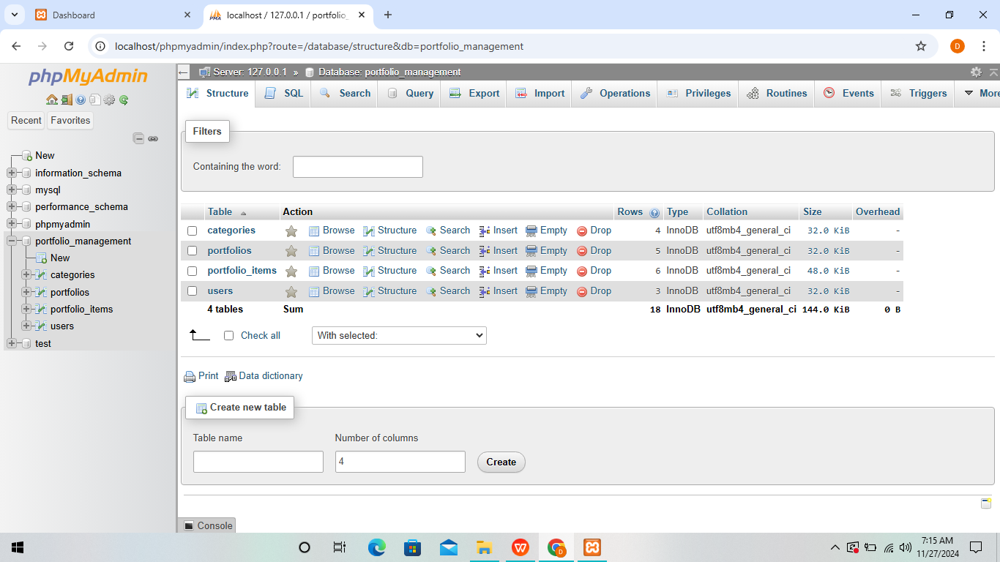 Dashboard
localhost / 127.0.0.1 / portfolio_
localhost/phpmyadmin/index.php?route=/database/structure&db=portfolio_management
D
phpMyAdmin
Recent Favorites
New
information_schema
mysql
performance_schema
phpmyadmin
portfolio_management
New
categories
portfolios
portfolio_items
users
test
Server: 127.0.0.1 » Database: portfolio_management
Structure SQL Search Query Export Import Operations Privileges Routines Events Triggers More
Filters
Containing the word:
Table Action Rows Type Collation Size Overhead
categories Browse Structure Search Insert Empty Drop 4 InnoDB utf8mb4_general_ci 32.0 KiB -
portfolios Browse Structure Search Insert Empty Drop 5 InnoDB utf8mb4_general_ci 32.0 KiB -
portfolio_items Browse Structure Search Insert Empty Drop 6 InnoDB utf8mb4_general_ci 48.0 KiB -
users Browse Structure Search Insert Empty Drop 3 InnoDB utf8mb4_general_ci 32.0 KiB -
4 tables Sum 18 InnoDB utf8mb4_general_ci 144.0 KiB 0 B
Check all With selected:
Print Data dictionary
Create new table
Table name Number of columns
4 Create
Console
7:15 AM
11/27/2024